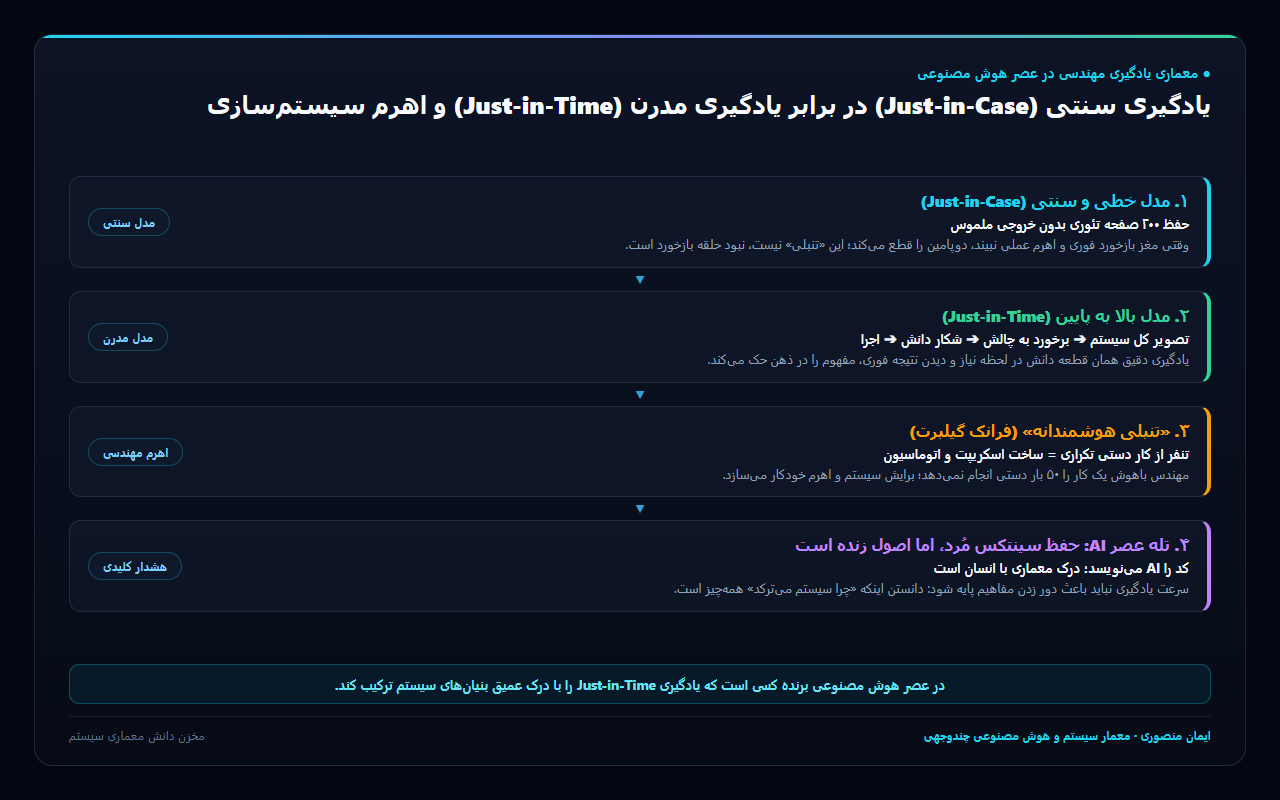 ● معماری یادگیری مهندسی در عصر هوش مصنوعی
یادگیری سنتی (Just-in-Case) در برابر یادگیری مدرن (Just-in-Time) و اهرم سیستم‌سازی
۱. مدل خطی و سنتی (Just-in-Case)
حفظ ۲۰۰ صفحه تئوری بدون خروجی ملموس
وقتی مغز بازخورد فوری و اهرم عملی نبیند، دوپامین را قطع می‌کند؛ این «تنبلی» نیست، نبود حلقه بازخورد است.
مدل سنتی
▼
۲. مدل بالا به پایین (Just-in-Time)
تصویر کل سیستم ➔ برخورد به چالش ➔ شکار دانش ➔ اجرا
یادگیری دقیق همان قطعه دانش در لحظه نیاز و دیدن نتیجه فوری، مفهوم را در ذهن حک می‌کند.
مدل مدرن
▼
۳. «تنبلی هوشمندانه» (فرانک گیلبرت)
تنفر از کار دستی تکراری = ساخت اسکریپت و اتوماسیون
مهندس باهوش یک کار را ۵۰ بار دستی انجام نمی‌دهد؛ برایش سیستم و اهرم خودکار می‌سازد.
اهرم مهندسی
▼
۴. تله عصر AI: حفظ سینتکس مُرد، اما اصول زنده است
کد را AI می‌نویسد؛ درک معماری با انسان است
سرعت یادگیری نباید باعث دور زدن مفاهیم پایه شود؛ دانستن اینکه «چرا سیستم می‌ترکد» همه‌چیز است.
هشدار کلیدی
در عصر هوش مصنوعی برنده کسی است که یادگیری Just-in-Time را با درک عمیق بنیان‌های سیستم ترکیب کند.
ایمان منصوری • معمار سیستم و هوش مصنوعی چندوجهی
مخزن دانش معماری سیستم